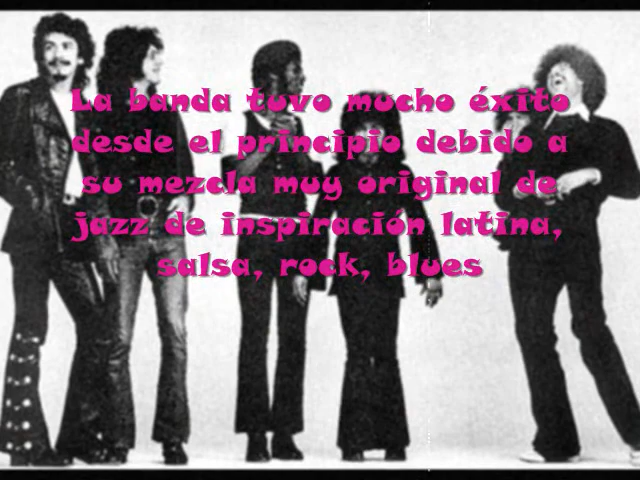 La banda tuvo mucho éxito
desde el principio debido a
su mezcla muy original de
jazz de inspiración latina,
salsa, rock, blues